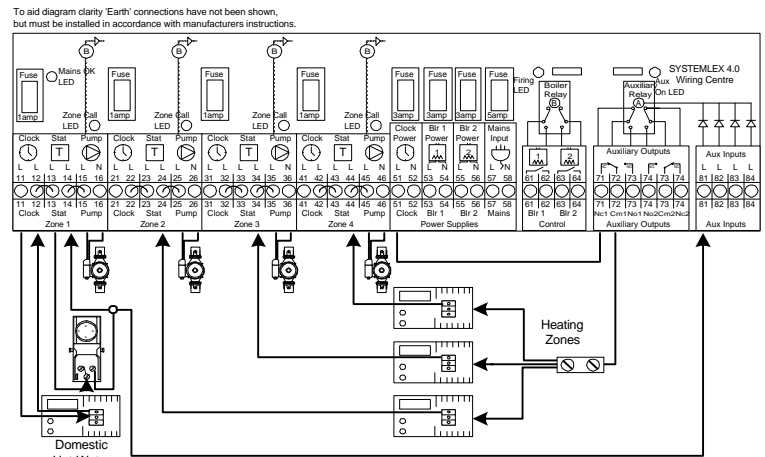 To aid diagram clarity 'Earth' connections have not been shown,
but must be installed in accordance with manufacturers instructions.
B B B B
Fuse Mains OK LED 1amp
Fuse Zone Call LED 1amp
Fuse Zone Call LED 1amp
Fuse Zone Call LED 1amp
Zone Call LED
Fuse Fuse Fuse Fuse
3amp 3amp 3amp 5amp
Firing LED
Boiler Relay
B
Auxiliary Relay
A
Aux On LED
SYSTEMLEX 4.0
Wiring Centre
Clock Stat Pump Clock Stat Pump Clock Stat Pump Clock Stat Pump Clock Power Blr 1 Power Blr 2 Power Mains Input
T T T T 1 2 1 2
Auxiliary Outputs
Aux Inputs
L L L L L N L L L L L N L L L L L N L L L L L N L N L N L N L N L L L L
11 12 13 14 15 16 21 22 23 24 25 26 31 32 33 34 35 36 41 42 43 44 45 46 51 52 53 54 55 56 57 58 61 62 63 64 71 72 73 74 73 74 81 82 83 84
11 12 13 14 15 16 21 22 23 24 25 26 31 32 33 34 35 36 41 42 43 44 45 46 51 52 53 54 55 56 57 58 61 62 63 64 71 72 73 74 73 74 81 82 83 84
Clock Stat Pump Clock Stat Pump Clock Stat Pump Clock Stat Pump Clock Blr 1 Blr 2 Mains Blr 1 Blr 2 Nc1 Cm1 No1 No2 Cm2 Nc2
Zone 1 Zone 2 Zone 3 Zone 4 Power Supplies Control Auxiliary Outputs Aux Inputs
Heating
Zones
Domestic